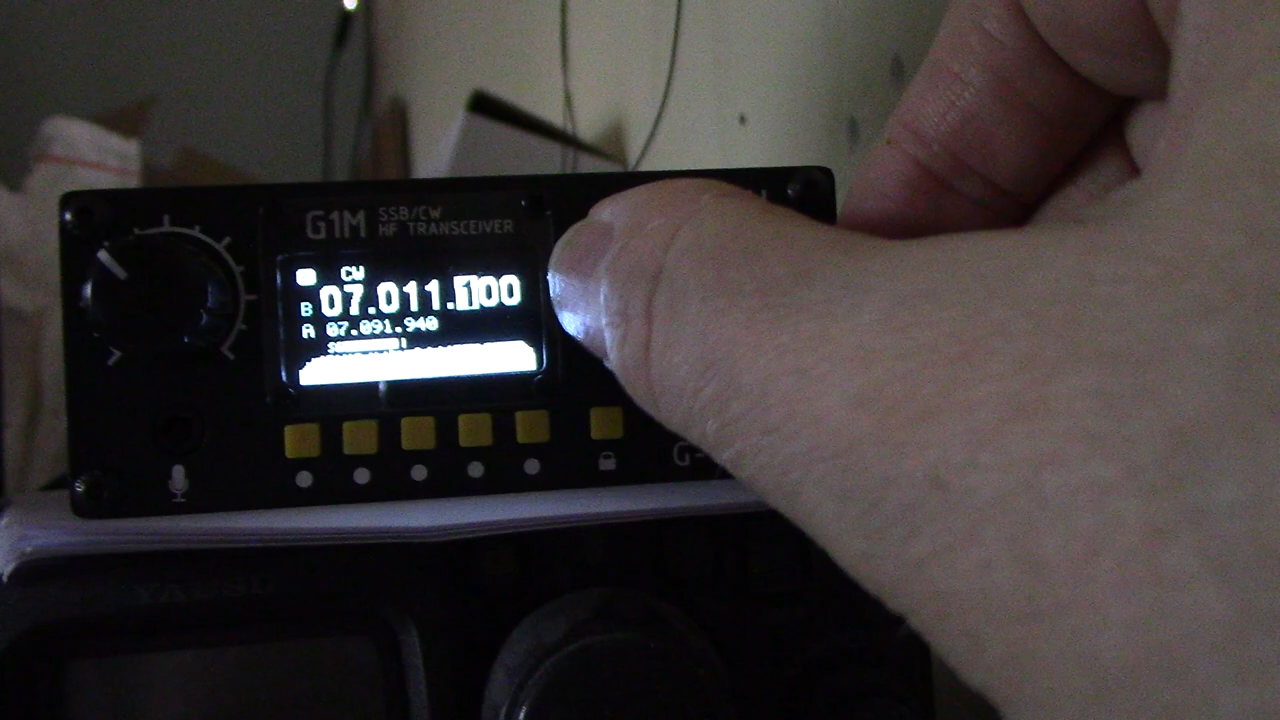 G1M SSB/CW
HF TRANSCEIVER
CW
B 07.011.100
A 07.091.940
S
G-